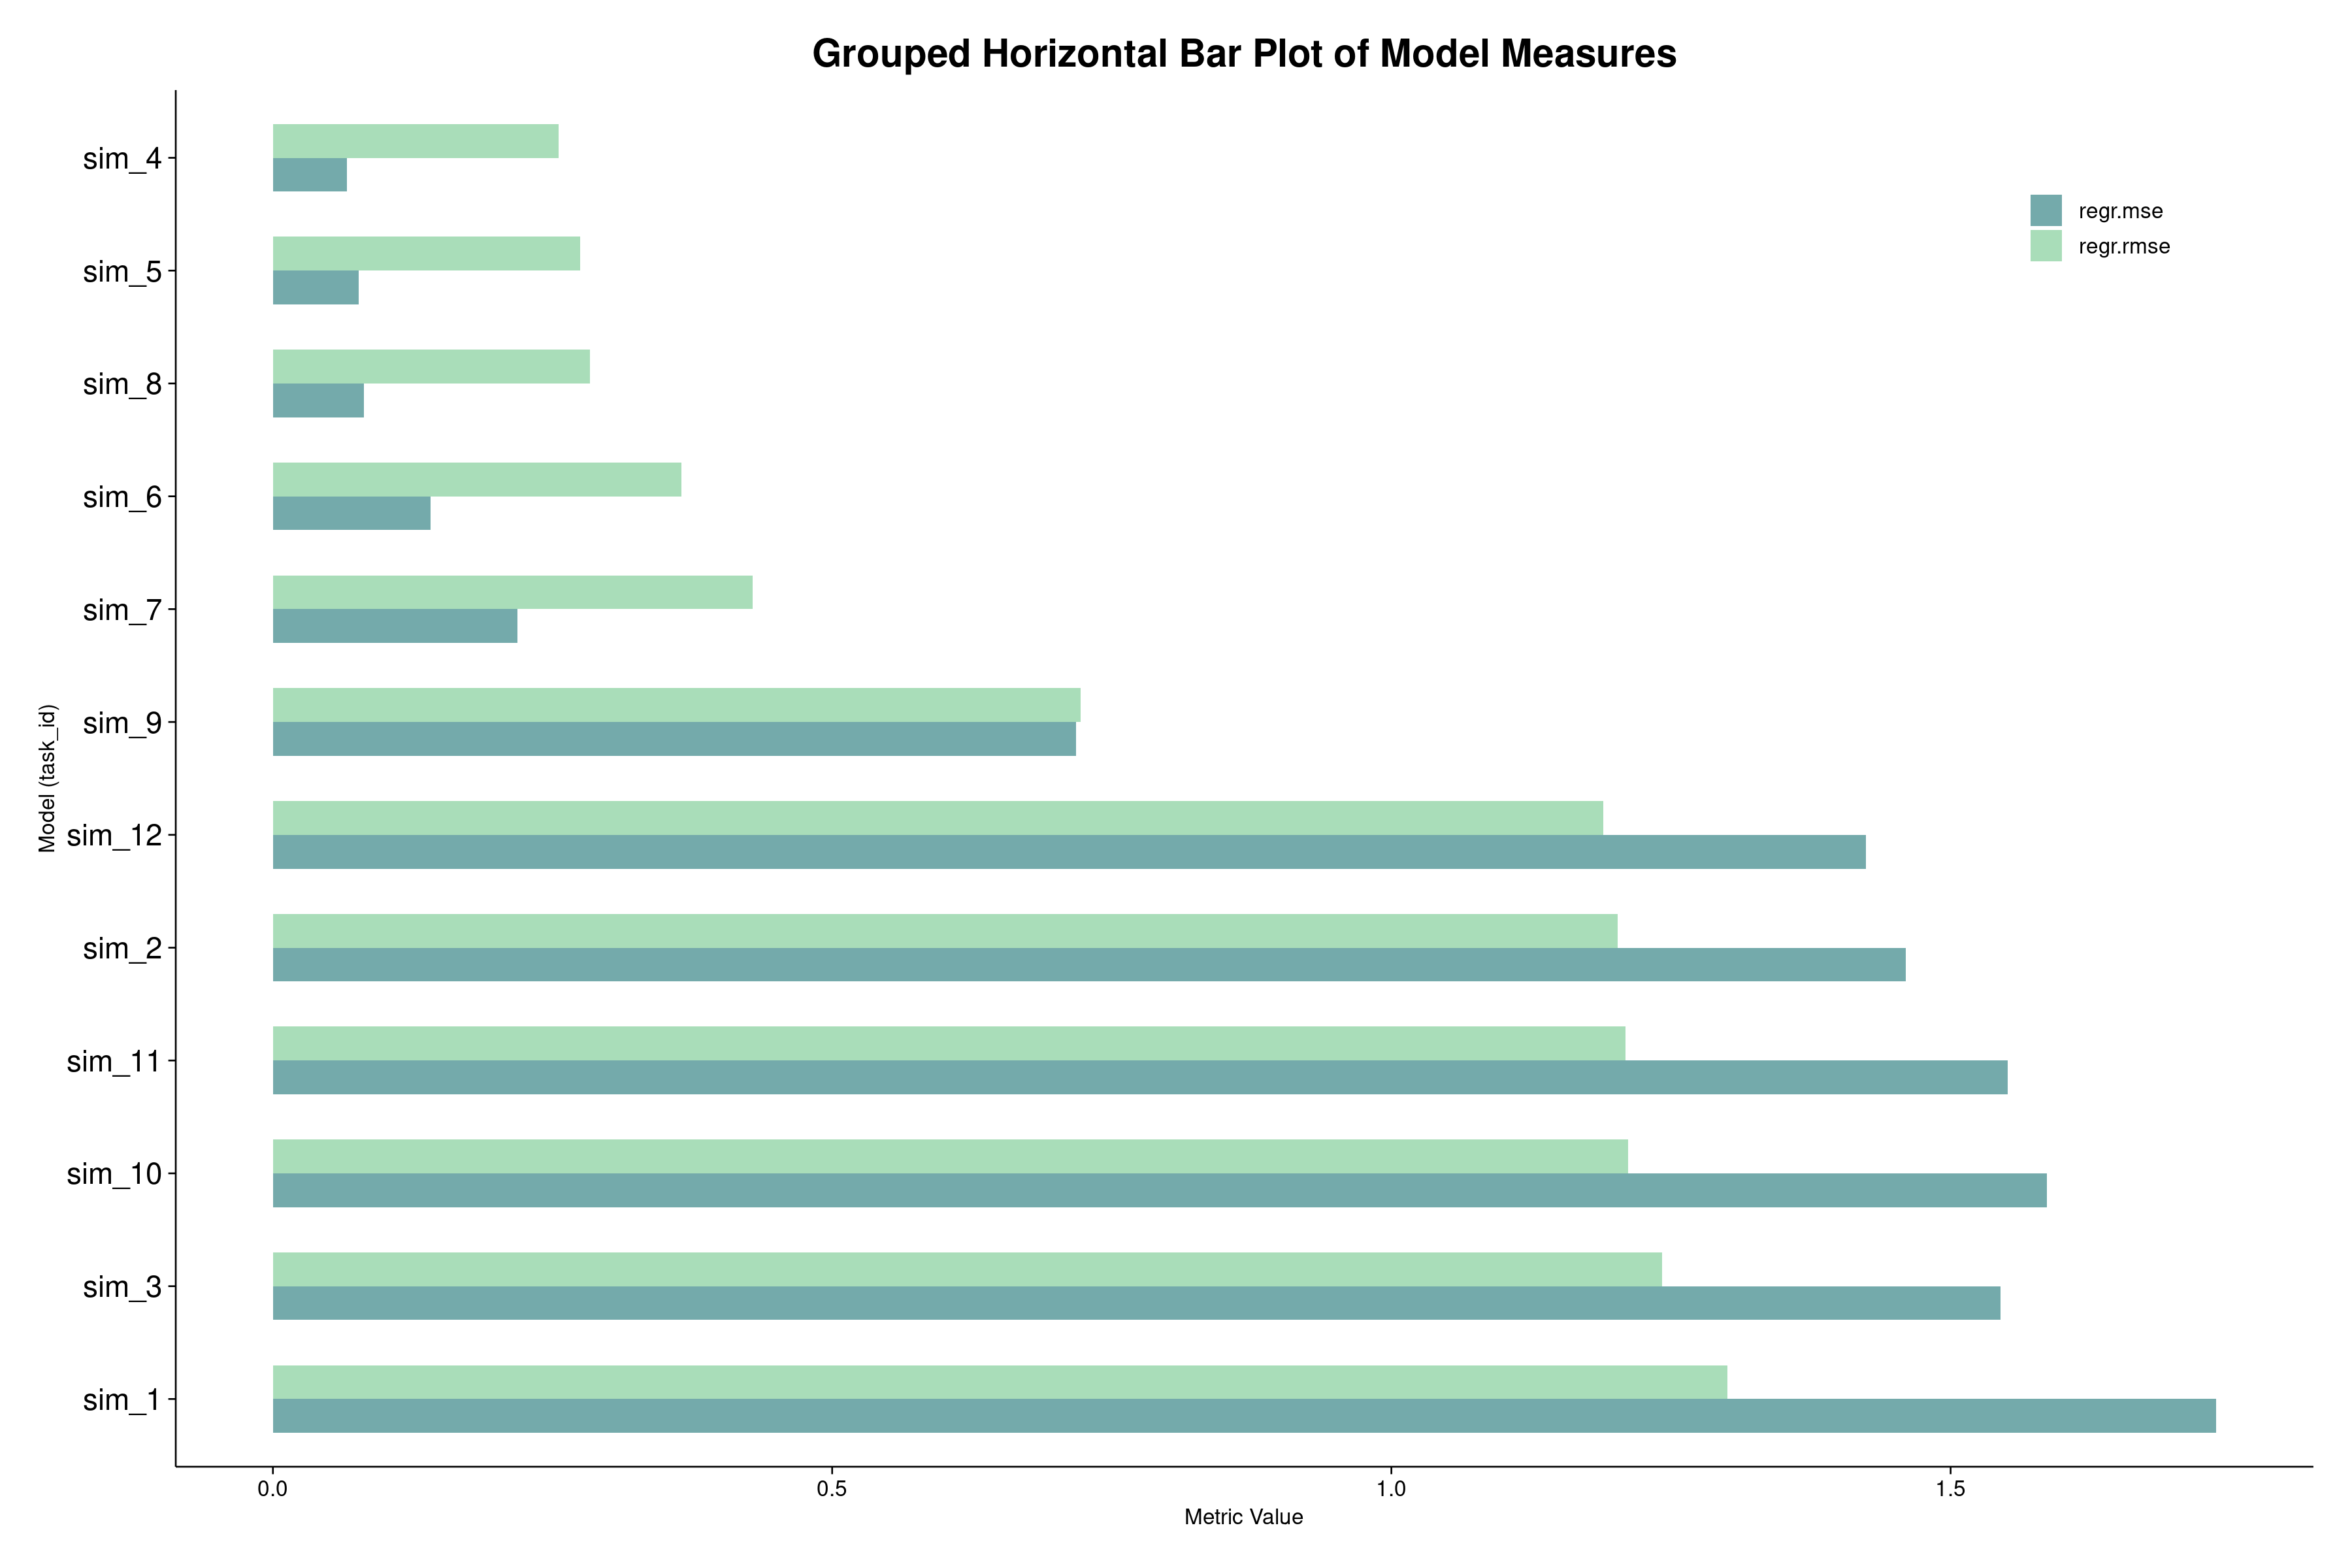 Grouped Horizontal Bar Plot of Model Measures
sim_4
sim_5
sim_8
sim_6
sim_7
sim_9
sim_12
sim_2
sim_11
sim_10
sim_3
sim_1
Model (task_id)
regr.mse
regr.rmse
0.0 0.5 1.0 1.5
Metric Value